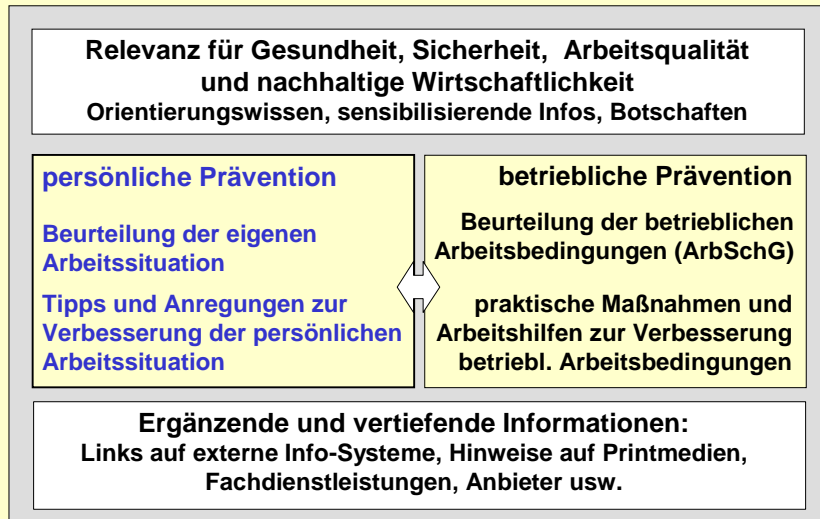 Relevanz für Gesundheit, Sicherheit, Arbeitsqualität
und nachhaltige Wirtschaftlichkeit
Orientierungswissen, sensibilisierende Infos, Botschaften
persönliche Prävention
Beurteilung der eigenen
Arbeitssituation
Tipps und Anregungen zur
Verbesserung der persönlichen
Arbeitssituation
betriebliche Prävention
Beurteilung der betrieblichen
Arbeitsbedingungen (ArbSchG)
praktische Maßnahmen und
Arbeitshilfen zur Verbesserung
betriebl. Arbeitsbedingungen
Ergänzende und vertiefende Informationen:
Links auf externe Info-Systeme, Hinweise auf Printmedien,
Fachdienstleistungen, Anbieter usw.